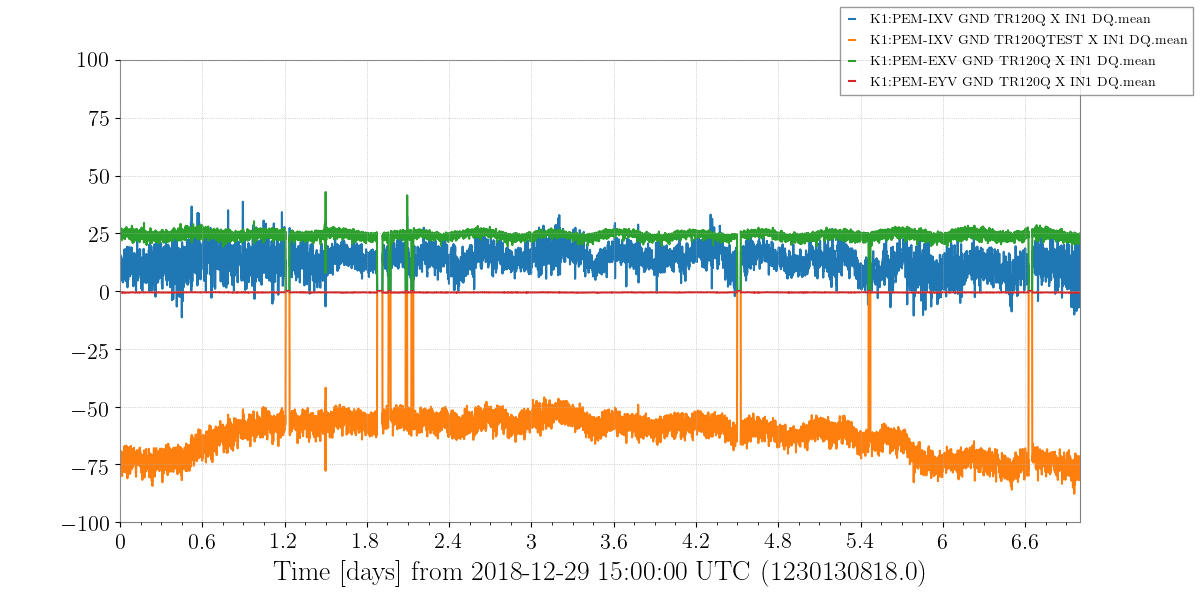 K1:PEM-IXV GND TR120Q X IN1 DQ.mean
K1:PEM-IXV GND TR120QTEST X IN1 DQ.mean
K1:PEM-EXV GND TR120Q X IN1 DQ.mean
K1:PEM-EYV GND TR120Q X IN1 DQ.mean
100
75
50
25
0
−25
−50
−75
−100
0 0.6 1.2 1.8 2.4 3 3.6 4.2 4.8 5.4 6 6.6
Time [days] from 2018-12-29 15:00:00 UTC (1230130818.0)